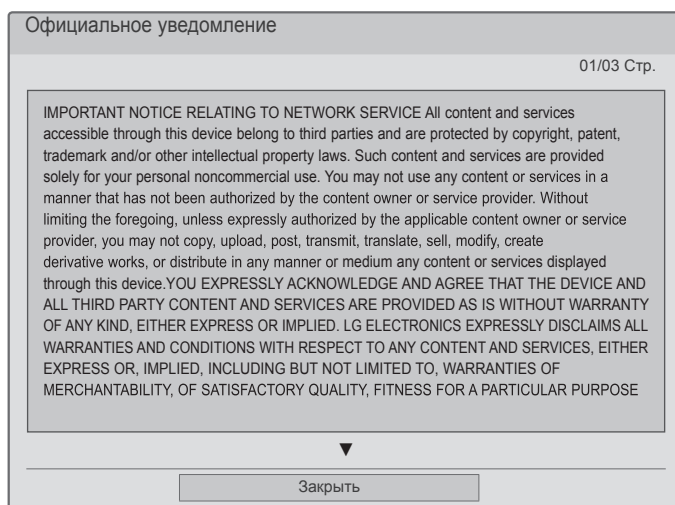 Официальное уведомление
01/03 Стр.
IMPORTANT NOTICE RELATING TO NETWORK SERVICE All content and services
accessible through this device belong to third parties and are protected by copyright, patent,
trademark and/or other intellectual property laws. Such content and services are provided
solely for your personal noncommercial use. You may not use any content or services in a
manner that has not been authorized by the content owner or service provider. Without
limiting the foregoing, unless expressly authorized by the applicable content owner or service
provider, you may not copy, upload, post, transmit, translate, sell, modify, create
derivative works, or distribute in any manner or medium any content or services displayed
through this device.YOU EXPRESSLY ACKNOWLEDGE AND AGREE THAT THE DEVICE AND
ALL THIRD PARTY CONTENT AND SERVICES ARE PROVIDED AS IS WITHOUT WARRANTY
OF ANY KIND, EITHER EXPRESS OR IMPLIED. LG ELECTRONICS EXPRESSLY DISCLAIMS ALL
WARRANTIES AND CONDITIONS WITH RESPECT TO ANY CONTENT AND SERVICES, EITHER
EXPRESS OR, IMPLIED, INCLUDING BUT NOT LIMITED TO, WARRANTIES OF
MERCHANTABILITY, OF SATISFACTORY QUALITY, FITNESS FOR A PARTICULAR PURPOSE
▼
Закрыть